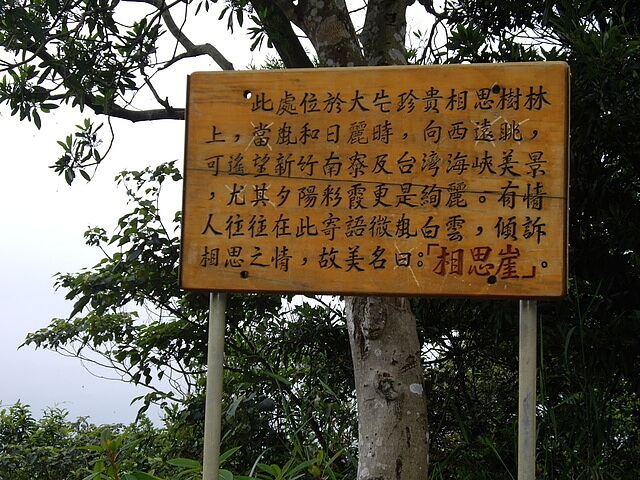 此處位於大片珍貴相思樹林
上，當風和日麗時，向西遠眺，
可遙望新竹南寮及台灣海峽美景
，尤其夕陽彩霞更是絢麗。有情
人往往在此寄語微風白雲，傾訴
相思之情，故美名曰：「相思崖」。